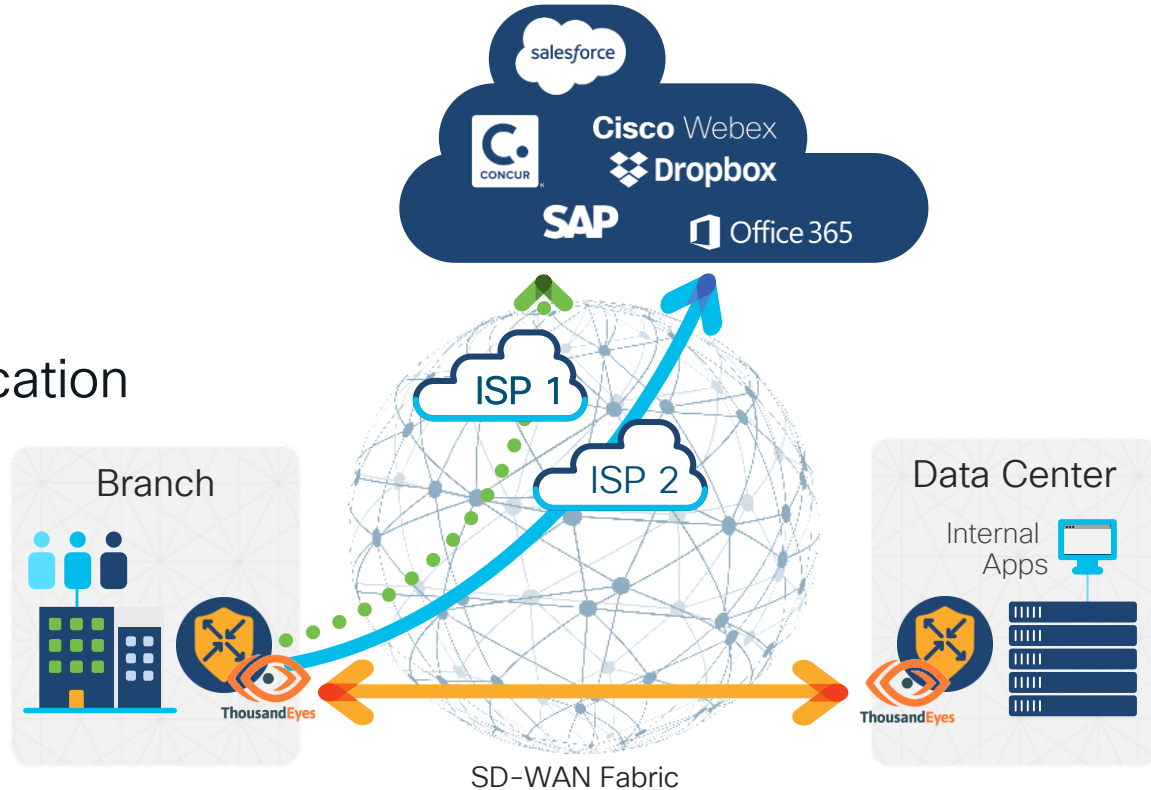 salesforce
C.
CONCUR
Cisco Webex
Dropbox
SAP
Office 365
ISP 1
cation
ISP 2
Branch
Data Center
Internal
Apps
ThousandEyes
ThousandEyes
SD-WAN Fabric